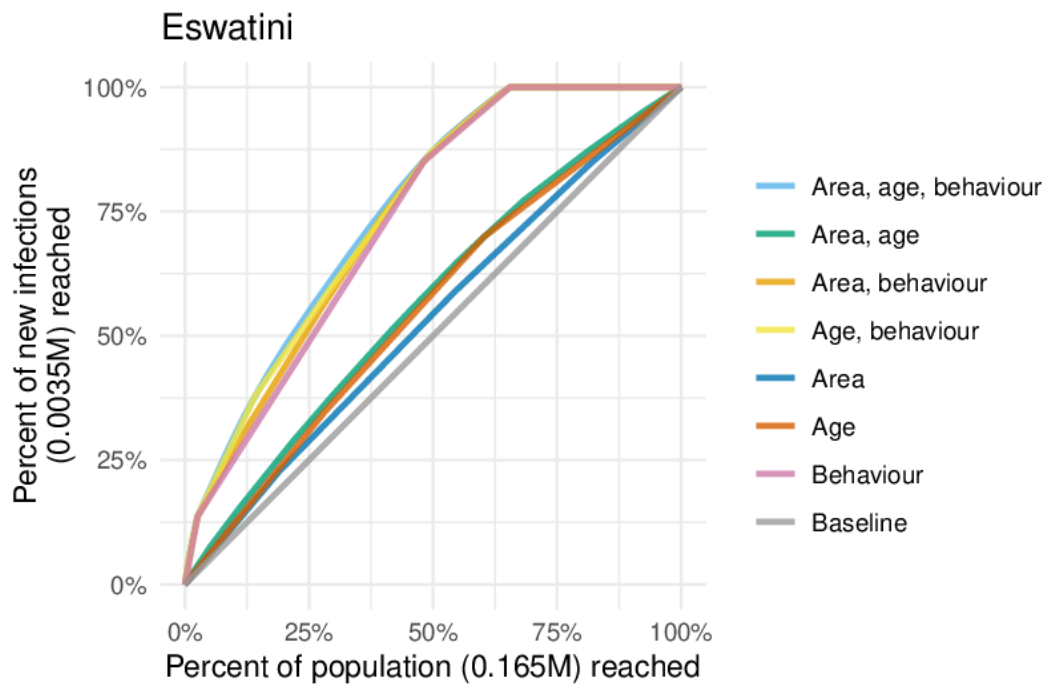 Eswatini
100%
75%
50%
25%
0%
Percent of new infections
(0.0035M) reached
0%
25%
50%
75%
100%
Percent of population (0.165M) reached
Area, age, behaviour
Area, age
Area, behaviour
Age, behaviour
Area
Age
Behaviour
Baseline